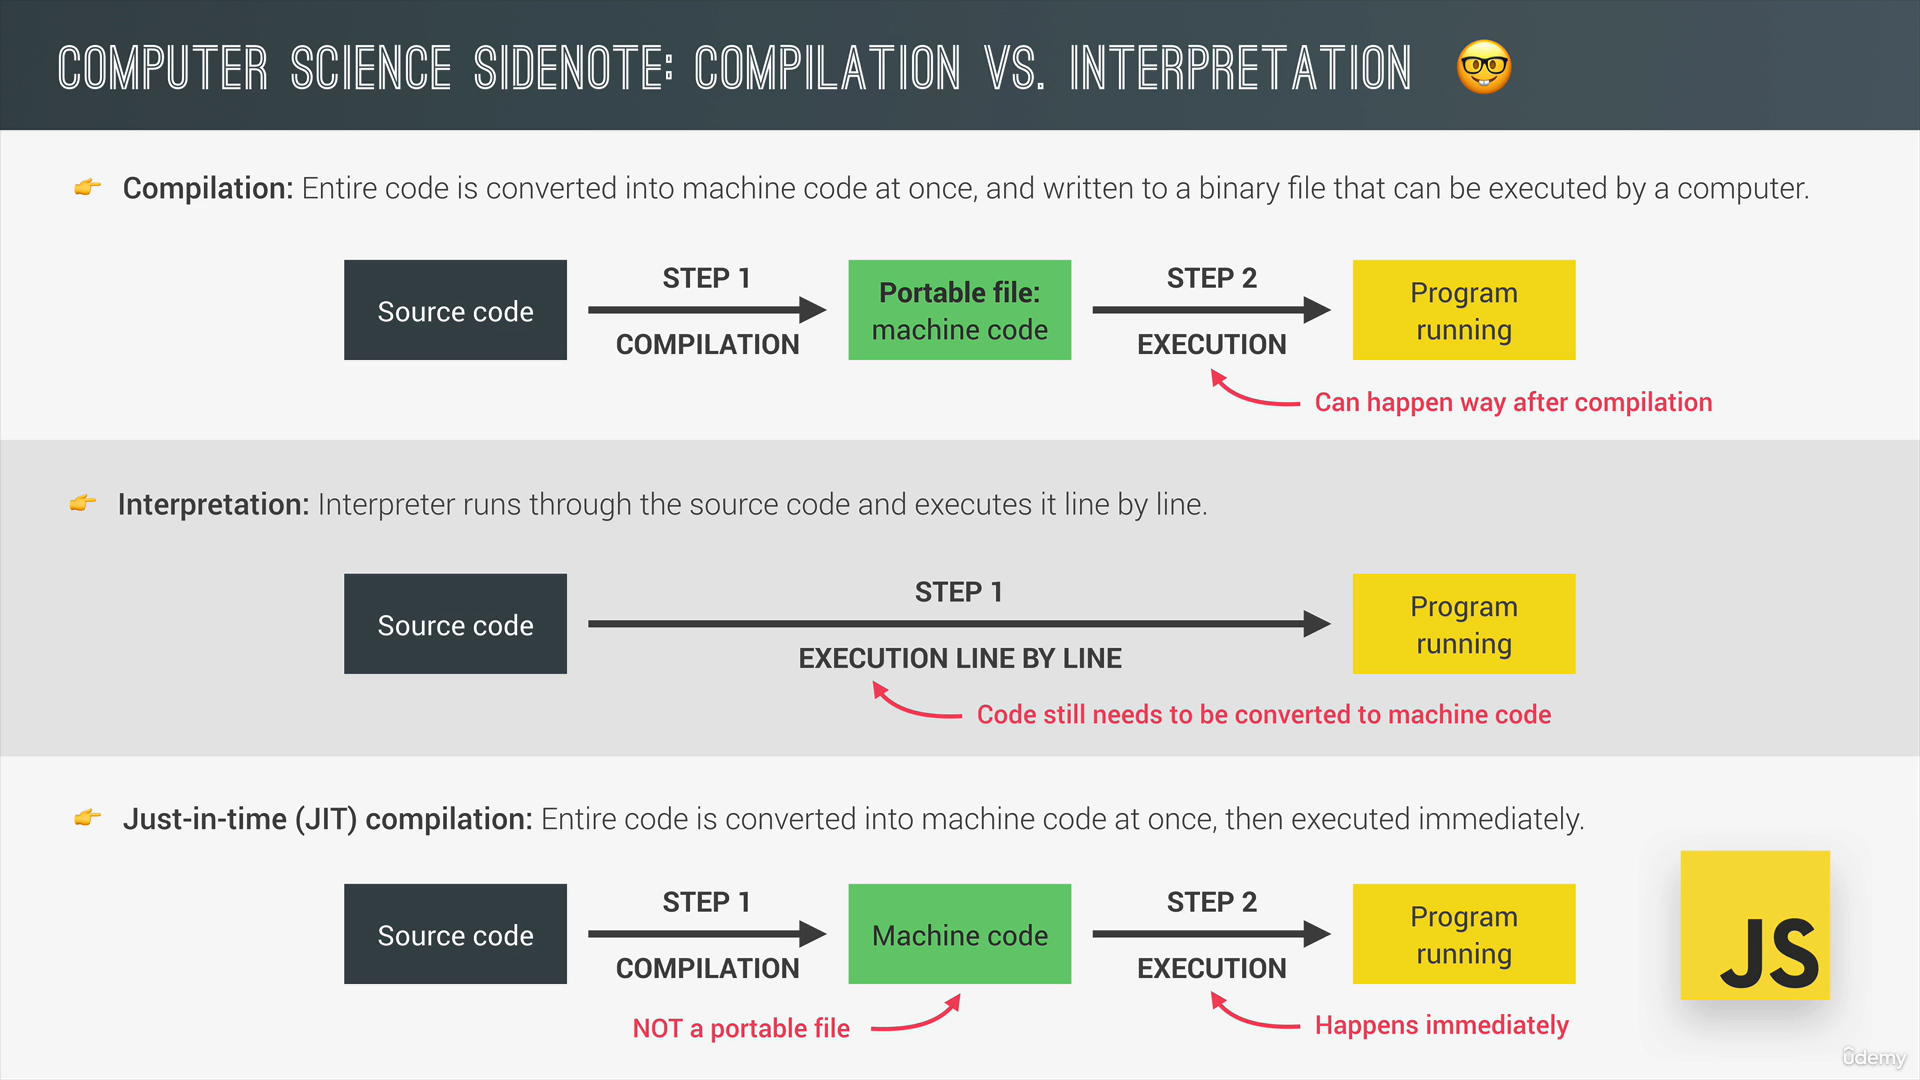 COMPUTER SCIENCE SIDENOTE: COMPILATION VS. INTERPRETATION
Compilation: Entire code is converted into machine code at once, and written to a binary file that can be executed by a computer.
Source code
STEP 1
COMPILATION
Portable file:
machine code
STEP 2
EXECUTION
Program
running
Can happen way after compilation
Interpretation: Interpreter runs through the source code and executes it line by line.
Source code
STEP 1
EXECUTION LINE BY LINE
Program
running
Code still needs to be converted to machine code
Just-in-time (JIT) compilation: Entire code is converted into machine code at once, then executed immediately.
Source code
STEP 1
COMPILATION
Machine code
STEP 2
EXECUTION
Program
running
NOT a portable file
Happens immediately
JS
ûdemy